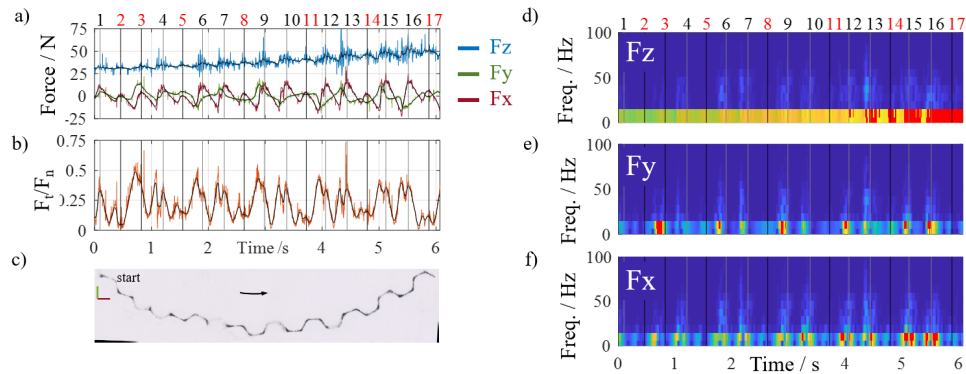 a)
1 2 3 4 5 6 7 8 9 10 11 12 13 14 15 16 17
75
50
25
0
-25
Force / N
Fz
Fy
Fx
b)
0.75
0.5
0.25
0
Ft/Fn
0 1 2 Time / s 4 5 6
c)
start
d)
1 2 3 4 5 6 7 8 9 10 11 12 13 14 15 16 17
100
50
0
Freq. / Hz
Fz
e)
100
50
0
Freq. / Hz
Fy
f)
100
50
0
Freq. / Hz
Fx
0 1 2 Time / s 4 5 6